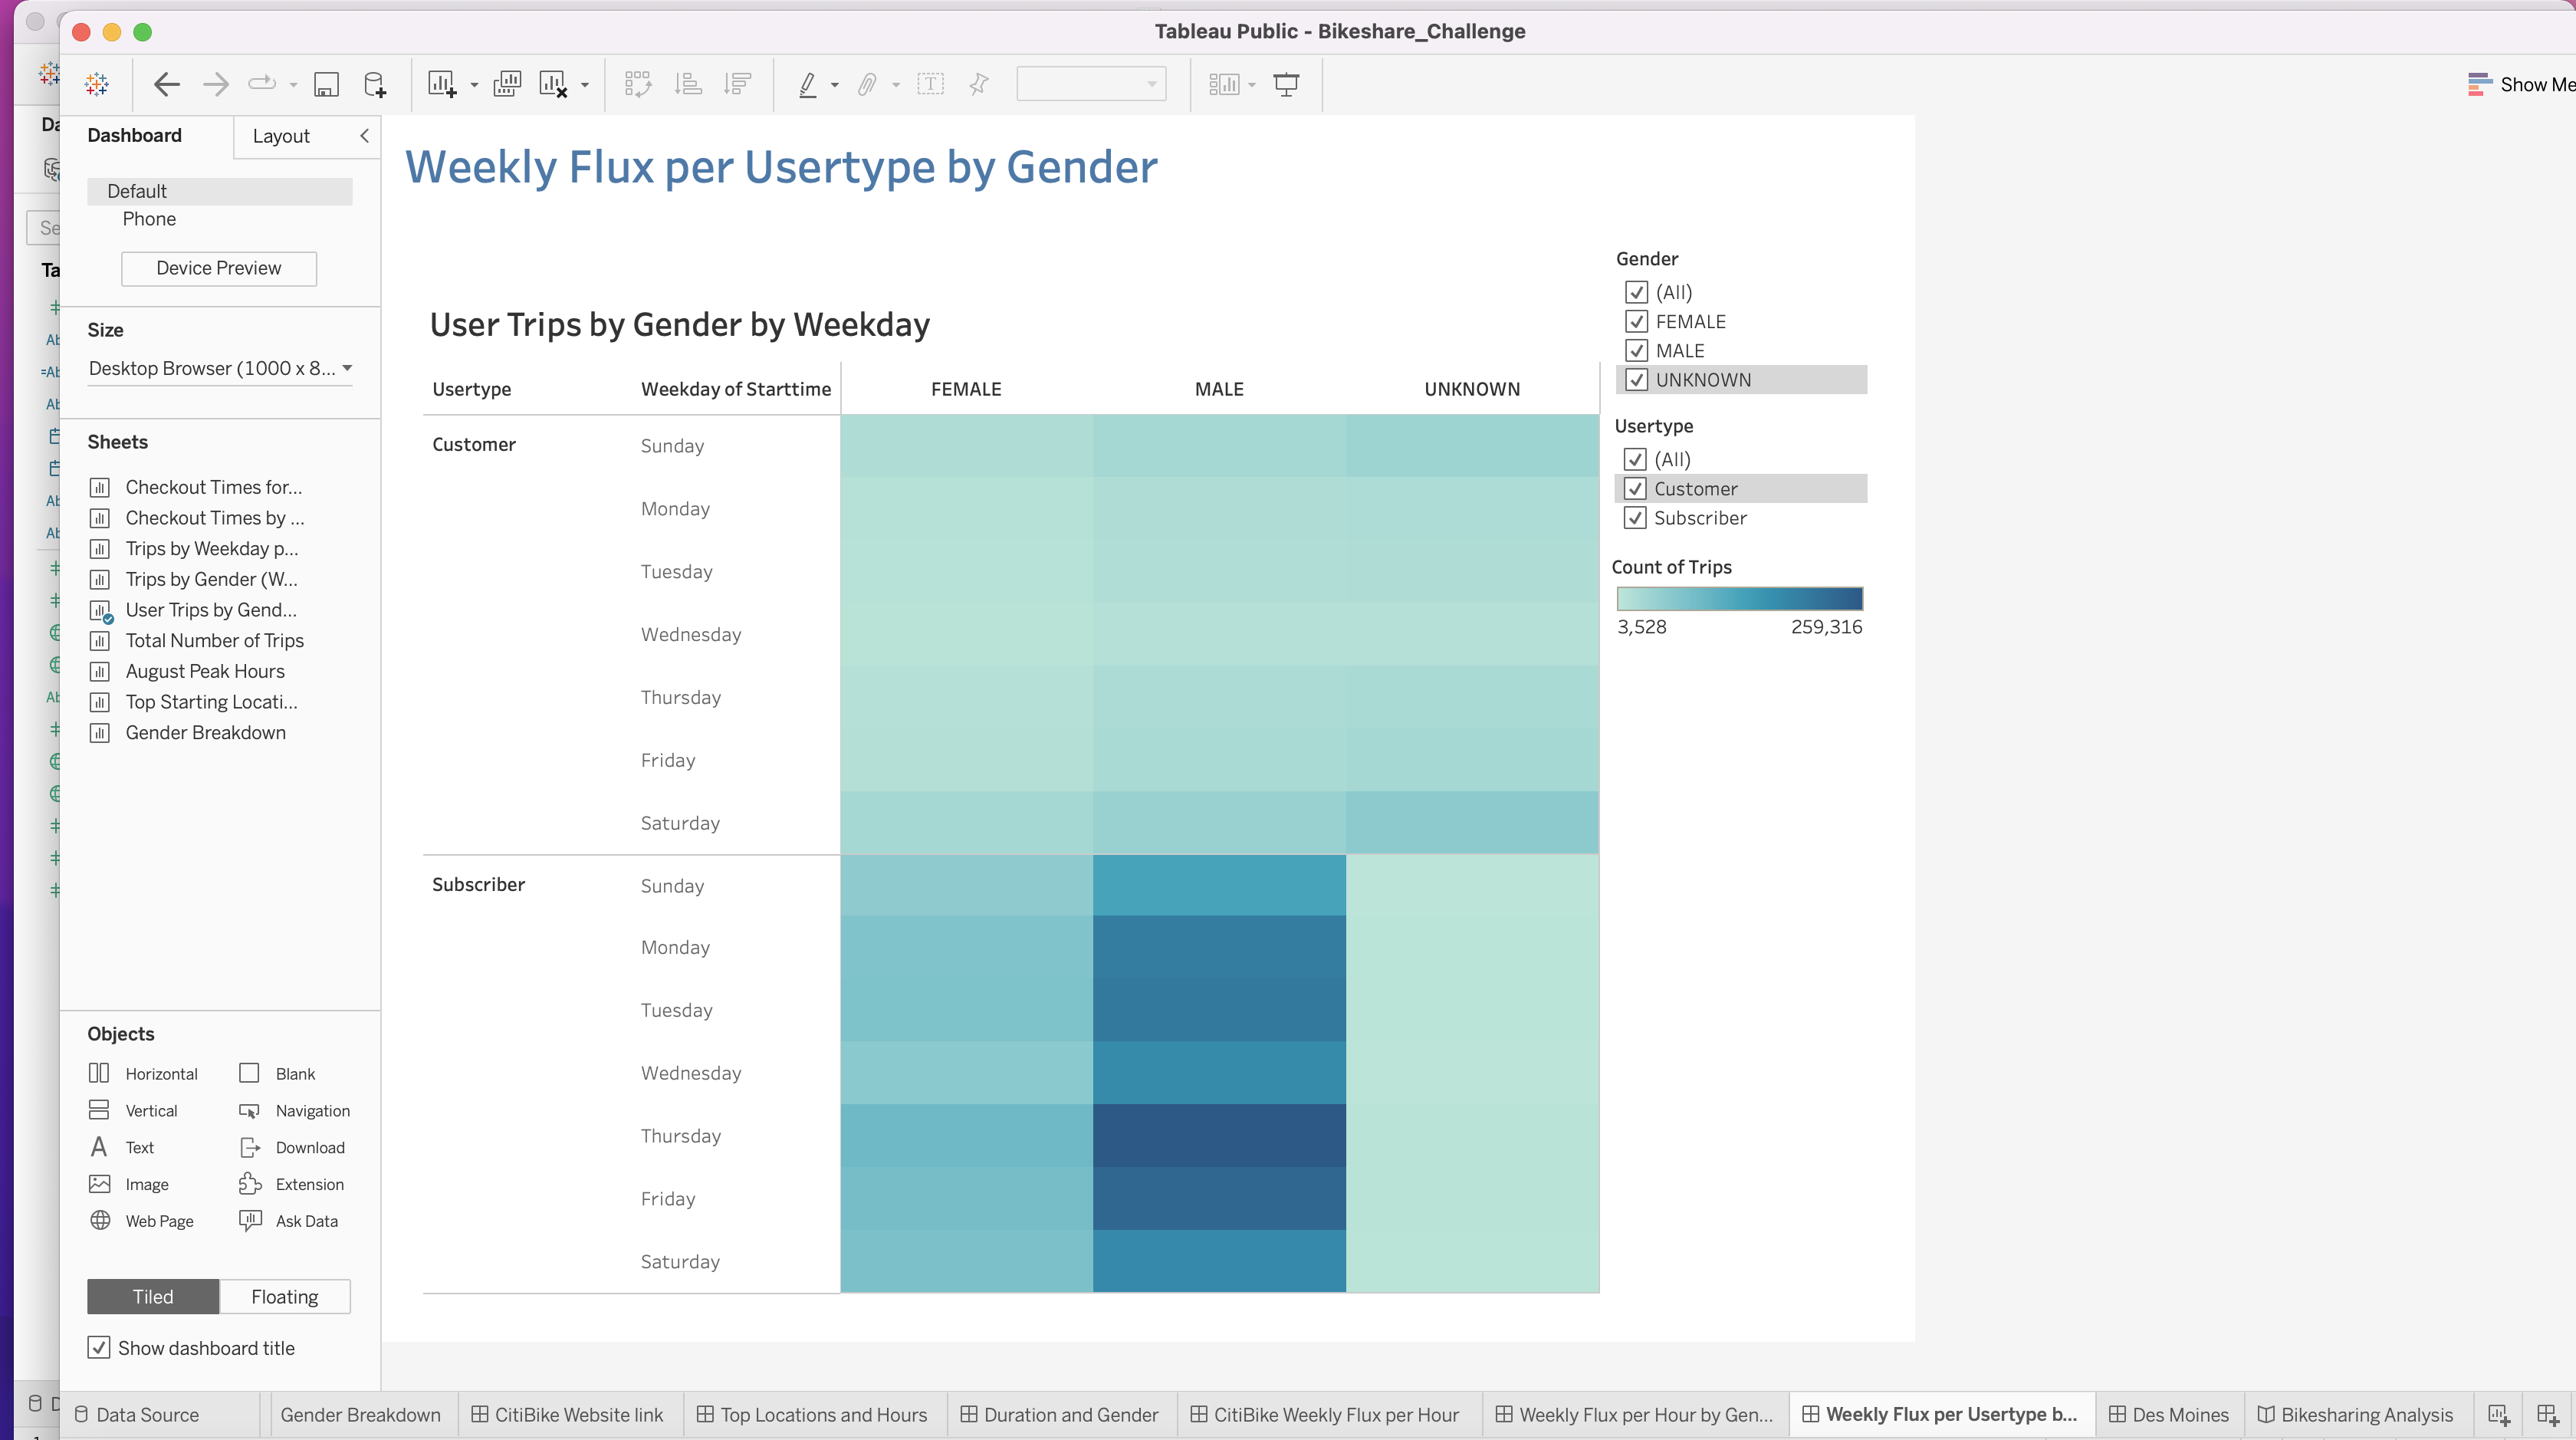 Tableau Public - Bikeshare_Challenge
Show Me
Dashboard
Layout
Default
Phone
Device Preview
Size
Desktop Browser (1000 x 8...
Sheets
Checkout Times for...
Checkout Times by ...
Trips by Weekday p...
Trips by Gender (W...
User Trips by Gend...
Total Number of Trips
August Peak Hours
Top Starting Locati...
Gender Breakdown
Objects
Horizontal Blank
Vertical Navigation
Text Download
Image Extension
Web Page Ask Data
Tiled Floating
Show dashboard title
Weekly Flux per Usertype by Gender
User Trips by Gender by Weekday
Usertype Weekday of Starttime FEMALE MALE UNKNOWN
Customer Sunday
Monday
Tuesday
Wednesday
Thursday
Friday
Saturday
Subscriber Sunday
Monday
Tuesday
Wednesday
Thursday
Friday
Saturday
Gender
(All)
FEMALE
MALE
UNKNOWN
Usertype
(All)
Customer
Subscriber
Count of Trips
3,528 259,316
Data Source Gender Breakdown CitiBike Website link Top Locations and Hours Duration and Gender CitiBike Weekly Flux per Hour Weekly Flux per Hour by Gen... Weekly Flux per Usertype b... Des Moines Bikesharing Analysis